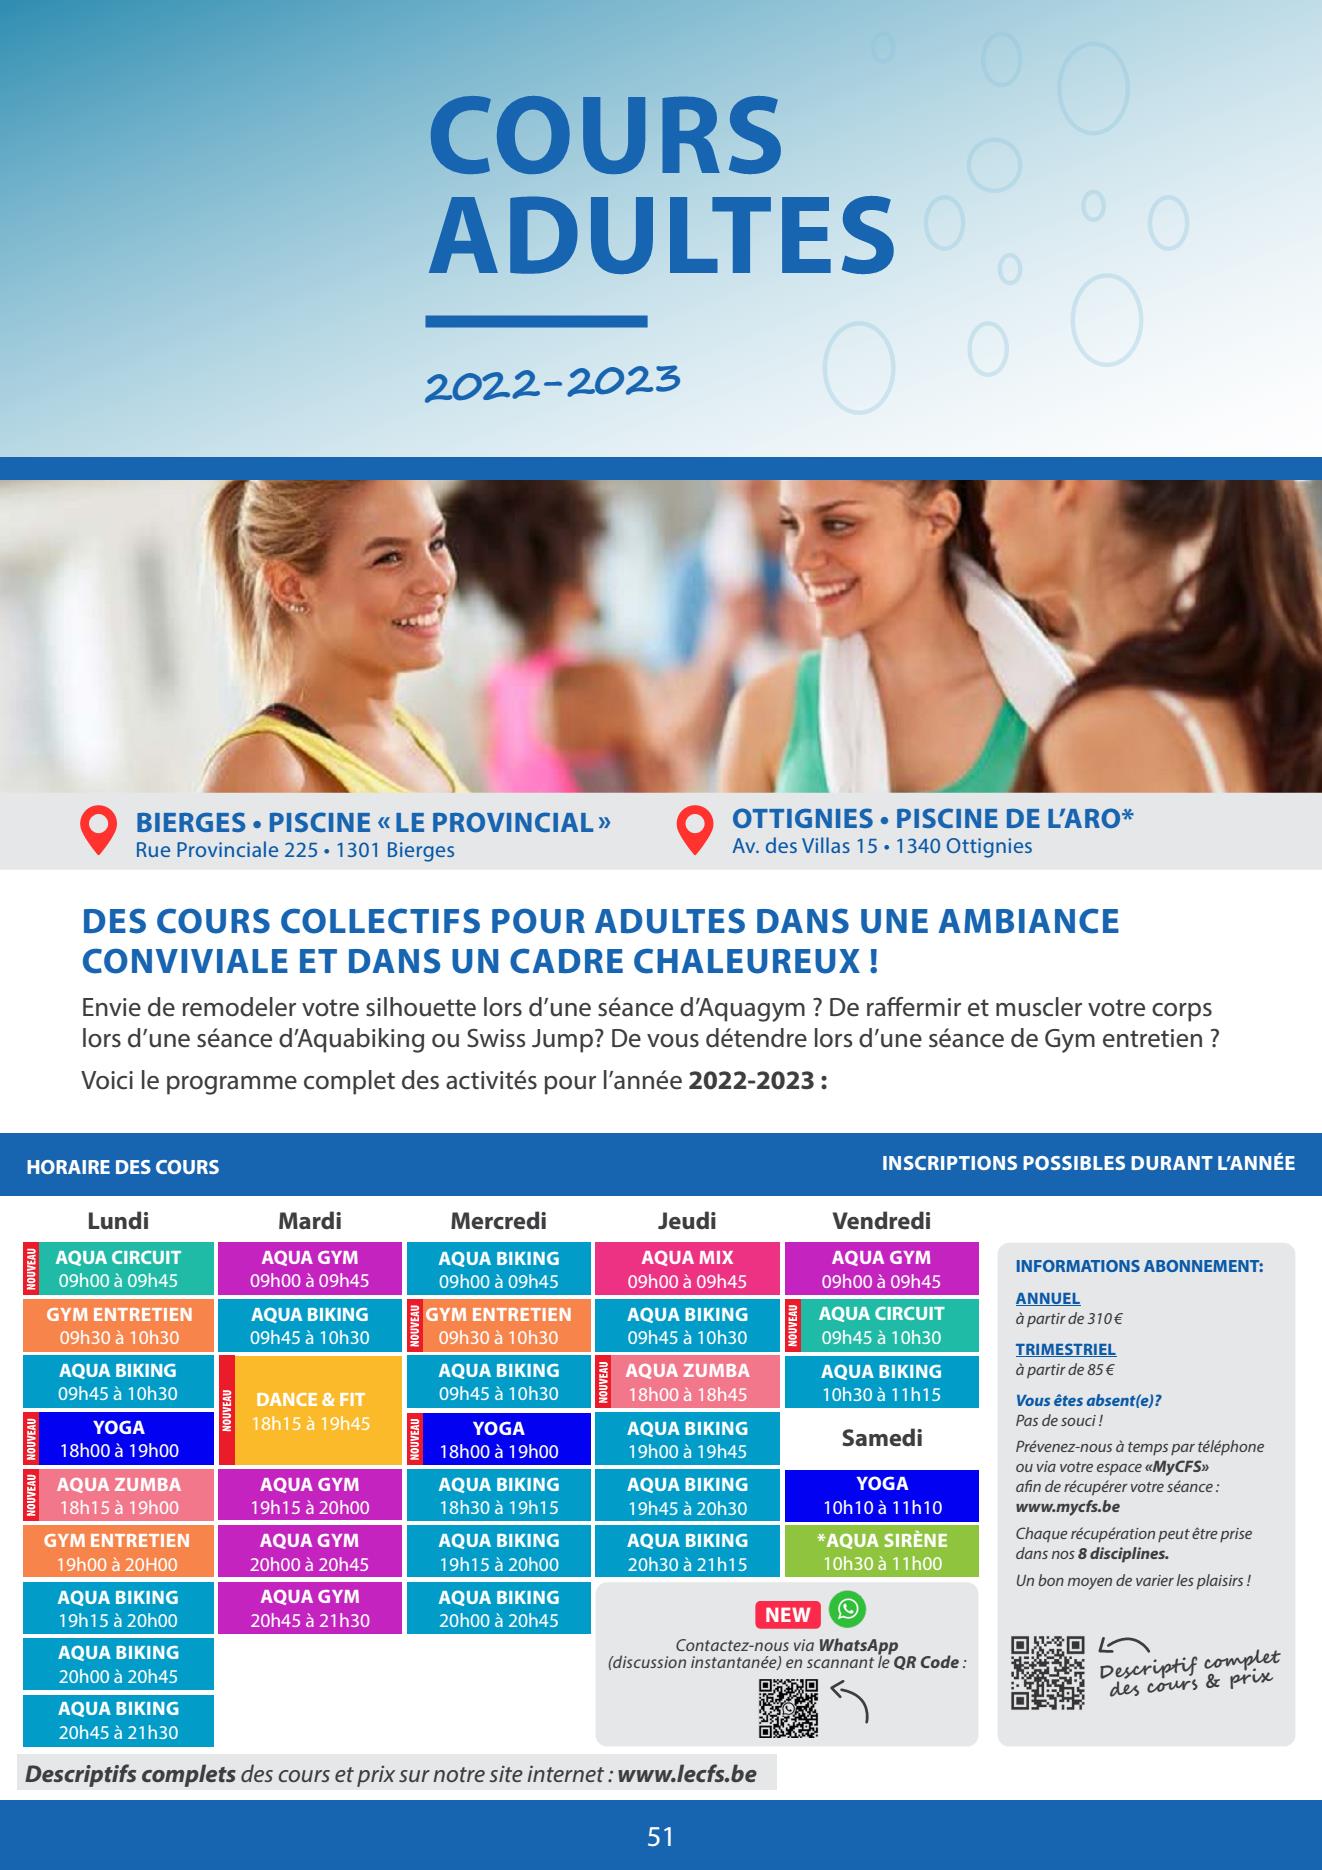 COURS
ADULTES
2022-2023
BIERGES • PISCINE « LE PROVINCIAL »
Rue Provinciale 225 • 1301 Bierges
OTTIGNIES • PISCINE DE L’ARO*
Av. des Villas 15 • 1340 Ottignies
DES COURS COLLECTIFS POUR ADULTES DANS UNE AMBIANCE
CONVIVIALE ET DANS UN CADRE CHALEUREUX !
Envie de remodeler votre silhouette lors d’une séance d’Aquagym ? De raffermir et muscler votre corps
lors d’une séance d’Aquabiking ou Swiss Jump? De vous détendre lors d’une séance de Gym entretien ?
Voici le programme complet des activités pour l’année 2022-2023 :
HORAIRE DES COURS
INSCRIPTIONS POSSIBLES DURANT L’ANNÉE
Lundi
NOUVEAU
AQUA CIRCUIT
09h00 à 09h45
GYM ENTRETIEN
09h30 à 10h30
AQUA BIKING
09h45 à 10h30
NOUVEAU
YOGA
18h00 à 19h00
NOUVEAU
AQUA ZUMBA
18h15 à 19h00
GYM ENTRETIEN
19h00 à 20H00
AQUA BIKING
19h15 à 20h00
AQUA BIKING
20h00 à 20h45
AQUA BIKING
20h45 à 21h30
Mardi
AQUA GYM
09h00 à 09h45
AQUA BIKING
09h45 à 10h30
NOUVEAU
DANCE & FIT
18h15 à 19h45
AQUA GYM
19h15 à 20h00
AQUA GYM
20h00 à 20h45
AQUA GYM
20h45 à 21h30
Mercredi
AQUA BIKING
09h00 à 09h45
NOUVEAU
GYM ENTRETIEN
09h30 à 10h30
AQUA BIKING
09h45 à 10h30
NOUVEAU
YOGA
18h00 à 19h00
AQUA BIKING
18h30 à 19h15
AQUA BIKING
19h15 à 20h00
AQUA BIKING
20h00 à 20h45
Jeudi
AQUA MIX
09h00 à 09h45
AQUA BIKING
09h45 à 10h30
NOUVEAU
AQUA ZUMBA
18h00 à 18h45
AQUA BIKING
19h00 à 19h45
AQUA BIKING
19h45 à 20h30
AQUA BIKING
20h30 à 21h15
Vendredi
AQUA GYM
09h00 à 09h45
NOUVEAU
AQUA CIRCUIT
09h45 à 10h30
AQUA BIKING
10h30 à 11h15
Samedi
YOGA
10h10 à 11h10
*AQUA SIRÈNE
10h30 à 11h00
NEW
Contactez-nous via WhatsApp
(discussion instantanée) en scannant le QR Code :
INFORMATIONS ABONNEMENT:
ANNUEL
à partir de 310 €
TRIMESTRIEL
à partir de 85 €
Vous êtes absent(e)?
Pas de souci !
Prévenez-nous à temps par téléphone
ou via votre espace «MyCFS»
afin de récupérer votre séance :
www.mycfs.be
Chaque récupération peut être prise
dans nos 8 disciplines.
Un bon moyen de varier les plaisirs !
Descriptif complet
des cours & prix
Descriptifs complets des cours et prix sur notre site internet : www.lecfs.be
51